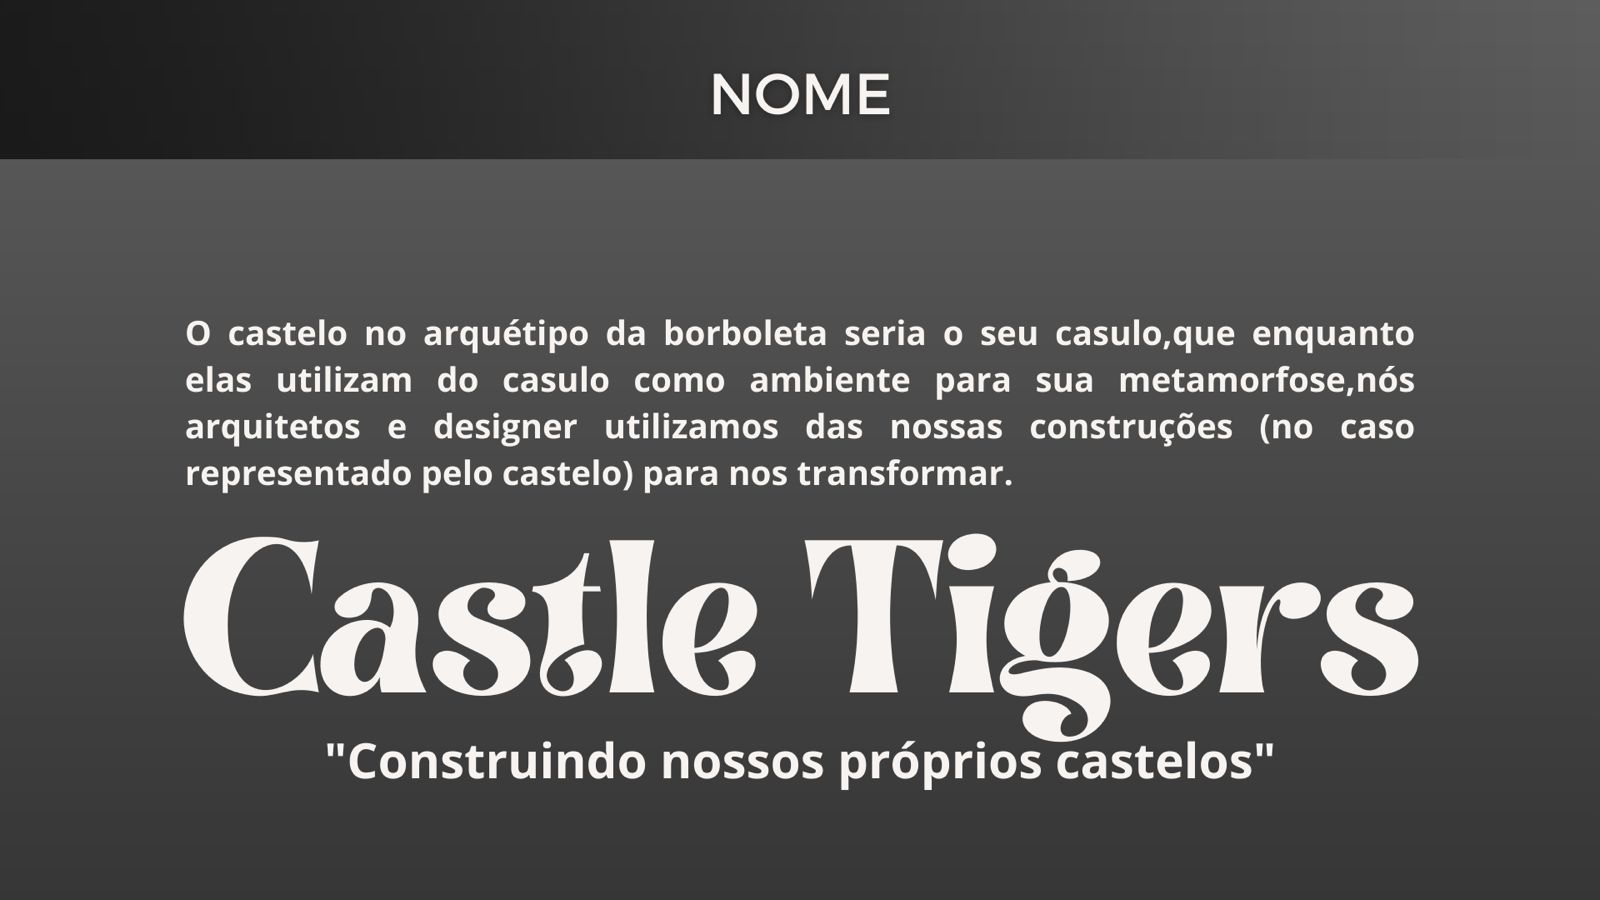 NOME
O castelo no arquétipo da borboleta seria o seu casulo,que enquanto
elas utilizam do casulo como ambiente para sua metamorfose,nós
arquitetos e designer utilizamos das nossas construções (no caso
representado pelo castelo) para nos transformar.
Castle Tigers
"Construindo nossos próprios castelos"